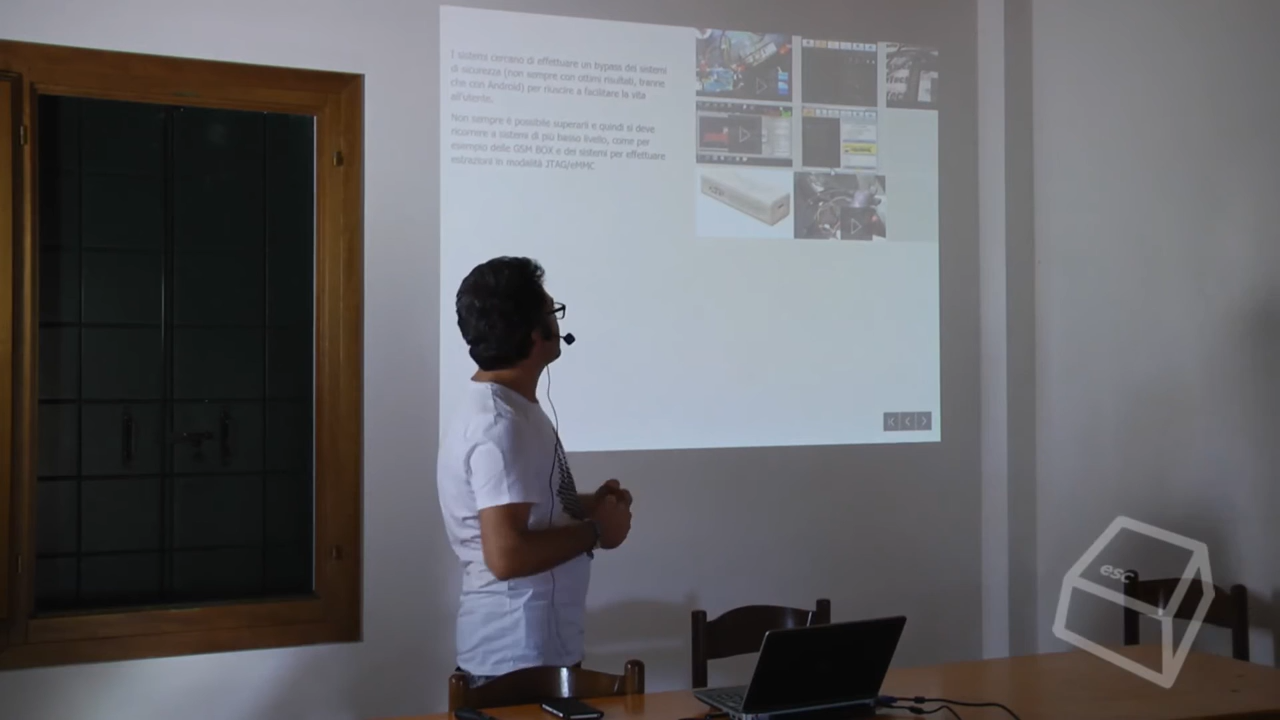 I sistemi cercano di effettuare un bypass dei sistemi
di sicurezza (non sempre con ottimi risultati, tranne
che con Android) per riuscire a facilitare la vita
all'utente.
Non sempre è possibile superarli e quindi si deve
ricorrere a sistemi di più basso livello, come per
esempio delle GSM BOX e dei sistemi per effettuare
estrazioni in modalità JTAG/eMMC
esc